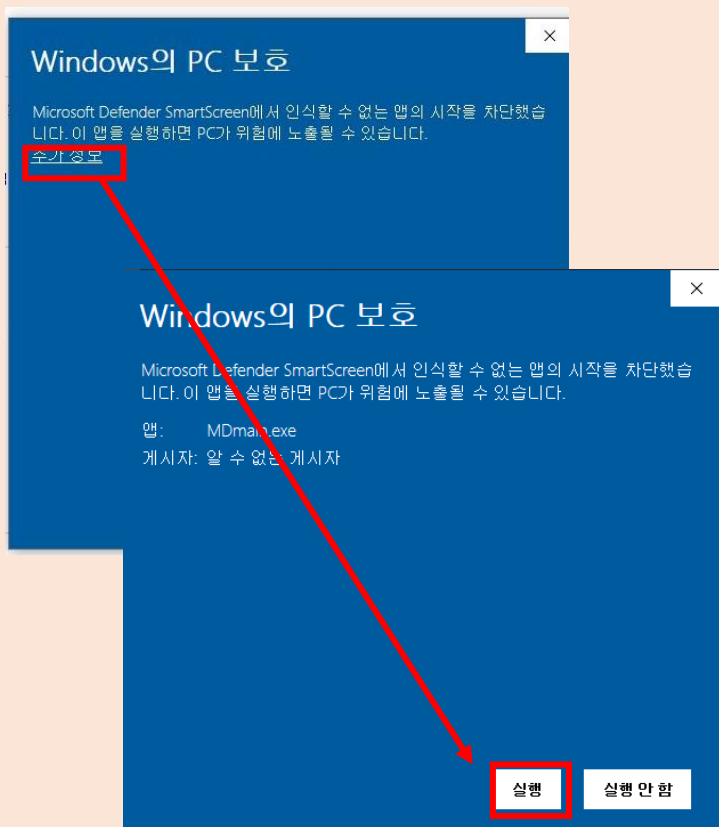 Windows의 PC 보호
Microsoft Defender SmartScreen에서 인식할 수 없는 앱의 시작을 차단했습
니다. 이 앱을 실행하면 PC가 위험에 노출될 수 있습니다.
추가 정보
Windows의 PC 보호
Microsoft Defender SmartScreen에서 인식할 수 없는 앱의 시작을 차단했습
니다. 이 앱을 실행하면 PC가 위험에 노출될 수 있습니다.
앱: MDmain.exe
게시자: 알 수 없는 게시자
실행 실행 안 함